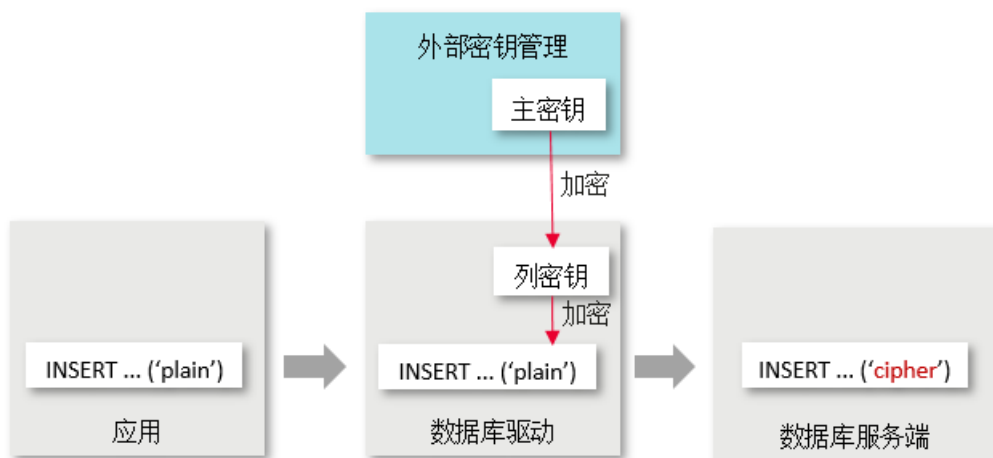 外部密钥管理
主密钥
加密
列密钥
加密
INSERT ... (‘plain’)
INSERT ... (‘plain’)
INSERT ... (‘cipher’)
应用
数据库驱动
数据库服务端